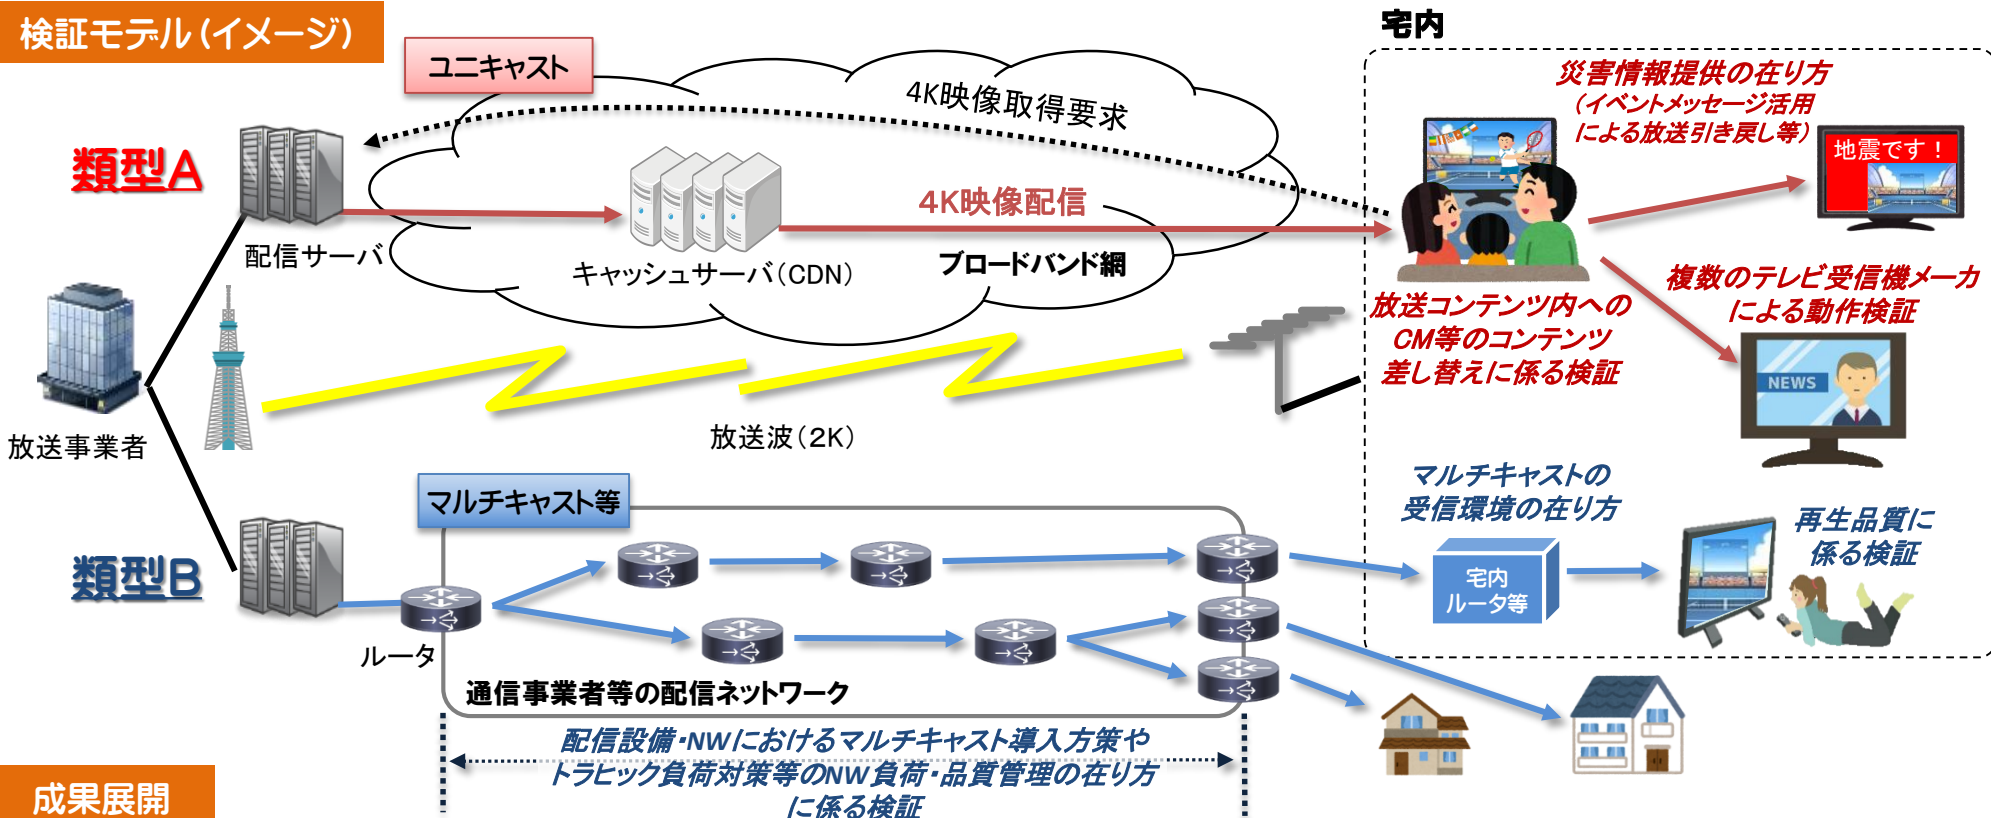 検証モデル（イメージ）
宅内
ユニキャスト
4K映像取得要求
災害情報提供の在り方
（イベントメッセージ活用
による放送引き戻し等）
地震です！
類型A
4K映像配信
配信サーバ
キャッシュサーバ（CDN）
ブロードバンド網
複数のテレビ受信機メーカ
による動作検証
放送コンテンツ内への
CM等のコンテンツ
差し替えに係る検証
NEWS
放送事業者
放送波（2K）
マルチキャスト等
マルチキャストの
受信環境の在り方
再生品質に
係る検証
類型B
宅内
ルータ等
ルータ
通信事業者等の配信ネットワーク
配信設備・NWにおけるマルチキャスト導入方策や
トラヒック負荷対策等のNW負荷・品質管理の在り方
に係る検証
成果展開